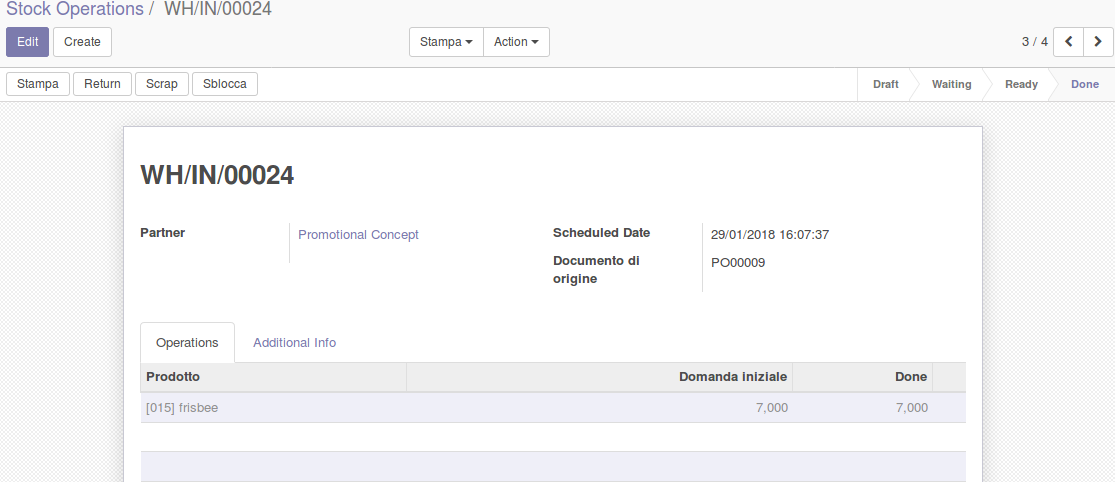 Stock Operations / WH/IN/00024
Edit Create Stampa Action 3 / 4
Stampa Return Scrap Sblocca Draft Waiting Ready Done
WH/IN/00024
Partner Promotional Concept Scheduled Date 29/01/2018 16:07:37
Documento di origine PO00009
Operations Additional Info
Prodotto Domanda iniziale Done
[015] frisbee 7,000 7,000